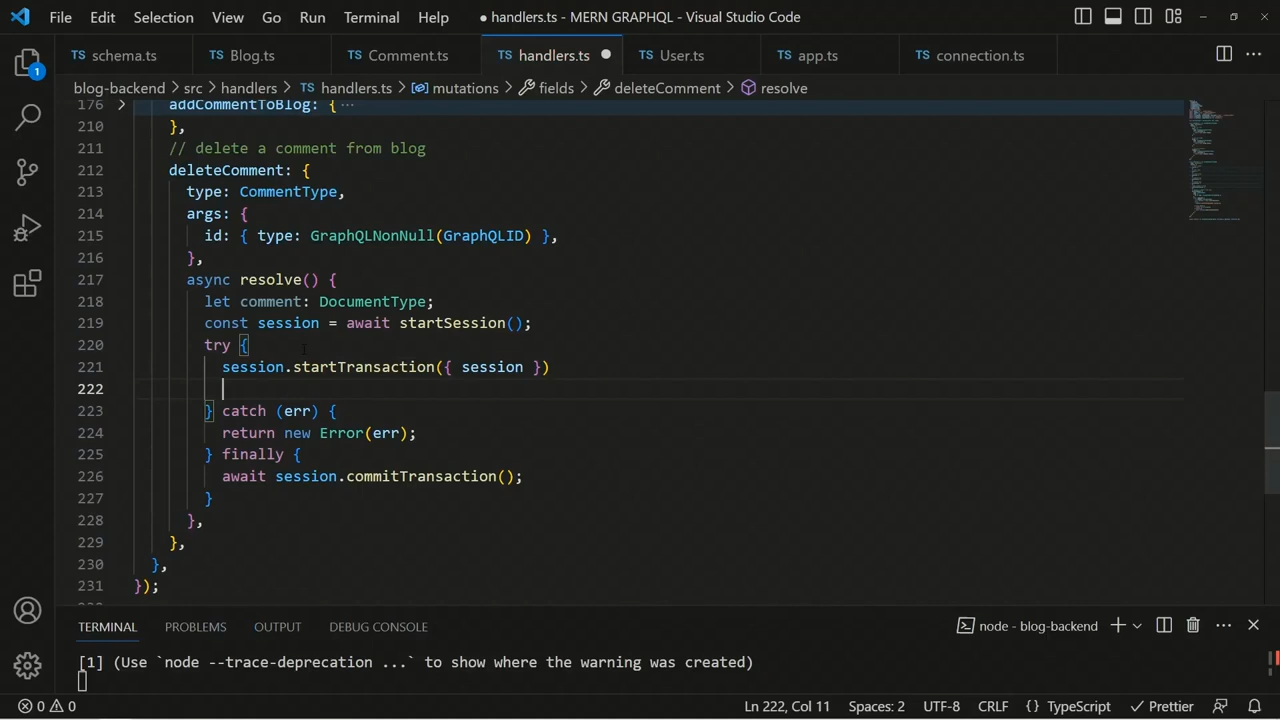 File Edit Selection View Go Run Terminal Help ● handlers.ts - MERN GRAPHQL - Visual Studio Code
TS schema.ts TS Blog.ts TS Comment.ts TS handlers.ts ● TS User.ts TS app.ts TS connection.ts ···
1
blog-backend > src > handlers > TS handlers.ts > mutations > fields > deleteComment > resolve
176 > addCommentToBlog: { ···
210 },
211 // delete a comment from blog
212 deleteComment: {
213 type: CommentType,
214 args: {
215 id: { type: GraphQLNonNull(GraphQLID) },
216 },
217 async resolve() {
218 let comment: DocumentType;
219 const session = await startSession();
220 try {
221 session.startTransaction({ session })
222
223 } catch (err) {
224 return new Error(err);
225 } finally {
226 await session.commitTransaction();
227 }
228 },
229 },
230 },
231 });
TERMINAL PROBLEMS OUTPUT DEBUG CONSOLE node - blog-backend
[1] (Use `node --trace-deprecation ...` to show where the warning was created)
0 0 Ln 222, Col 11 Spaces: 2 UTF-8 CRLF {} TypeScript Prettier